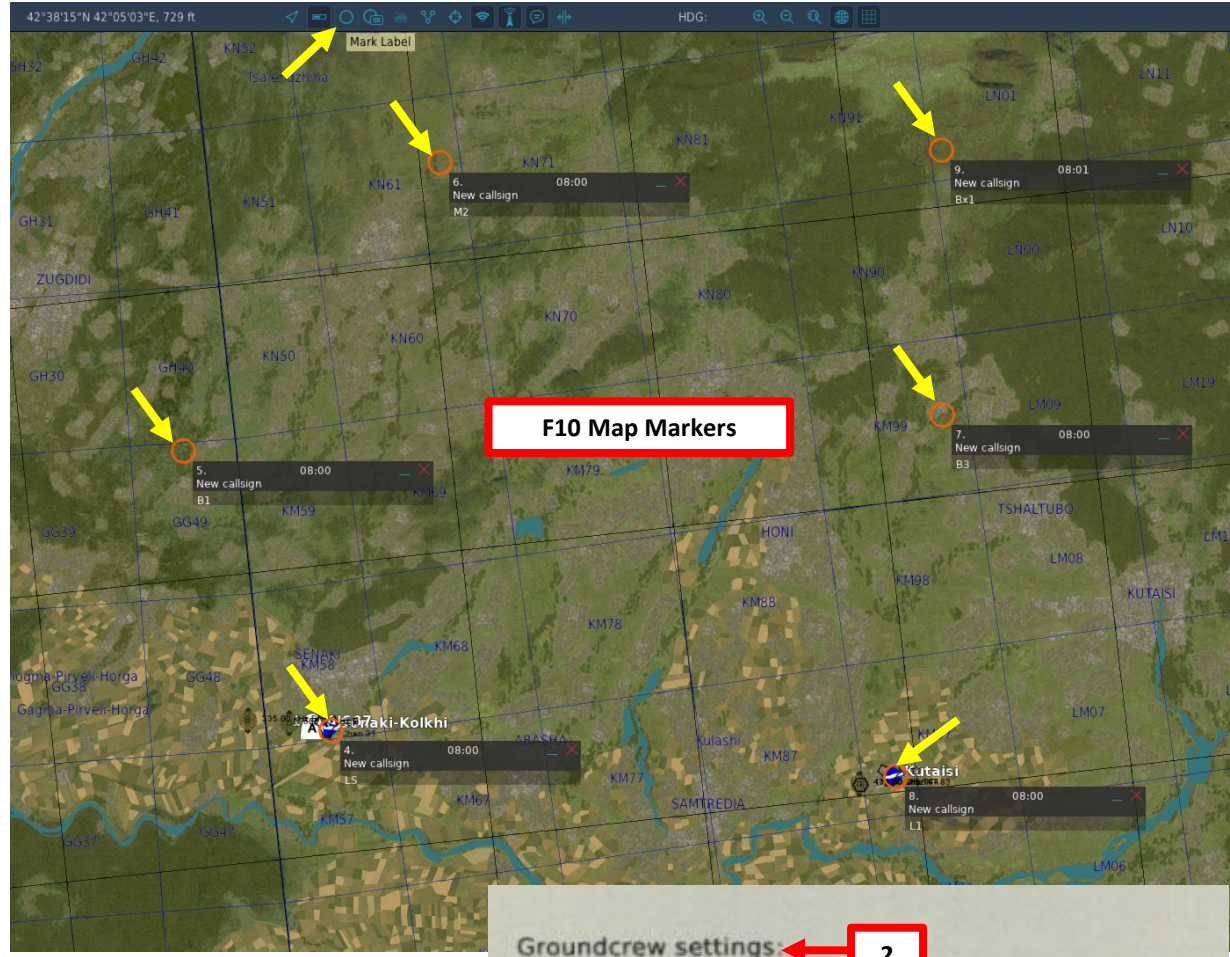 42°38'15"N 42°05'03"E, 729 ft
HDG:
Mark Label
GH42
KN52
LN11
LN01
KN91
KN81
KN71
6. 08:00
New callsign
M2
9. 08:01
New callsign
Bx1
KN61
KN51
GH41
GH31
LN10
LN00
ZUGDIDI
KN90
KN80
KN70
KN60
KN50
GH40
GH30
LM19
LM09
F10 Map Markers
KM99
7. 08:00
New callsign
B3
5. 08:00
New callsign
B1
KM79
KM69
KM59
GG49
GG39
TSHALTUBO
HONI
LM08
KM98
KUTAISI
KM88
KM78
KM68
SENAKI
KM58
GG48
GG38
Gagma-Pirveli-Horga
Senaki-Kolkhi
A
4. 08:00
New callsign
LS
ABASHA
Kulashi
KM87
LM07
Kutaisi
8. 08:00
New callsign
L1
KM77
KM67
SAMTREDIA
KM57
GG47
GG37
LM06
Groundcrew settings:
2